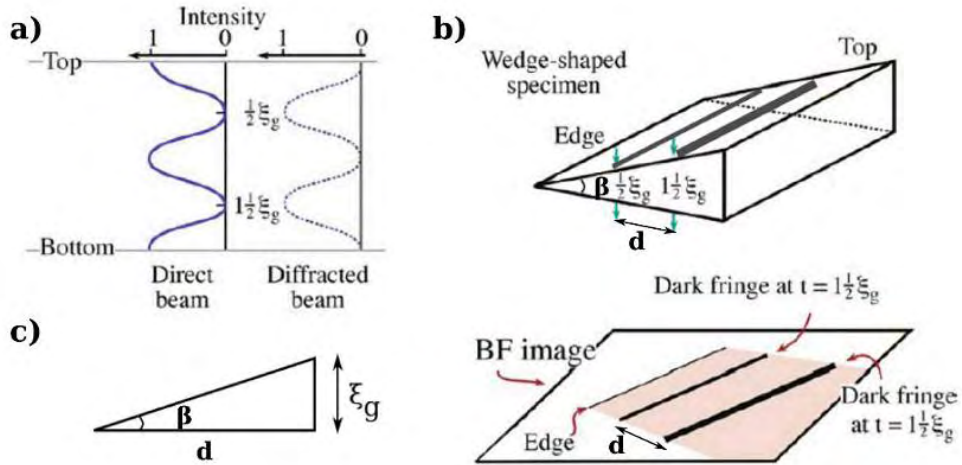 a)
Intensity
1 0 1 0
Top
½ξg
1½ξg
Bottom
Direct
beam
Diffracted
beam
b)
Wedge-shaped
specimen
Top
Edge
β ½ξg 1½ξg
d
Dark fringe at t = 1½ξg
BF image
Edge
d
Dark fringe
at t = 1½ξg
c)
β
d
ξg